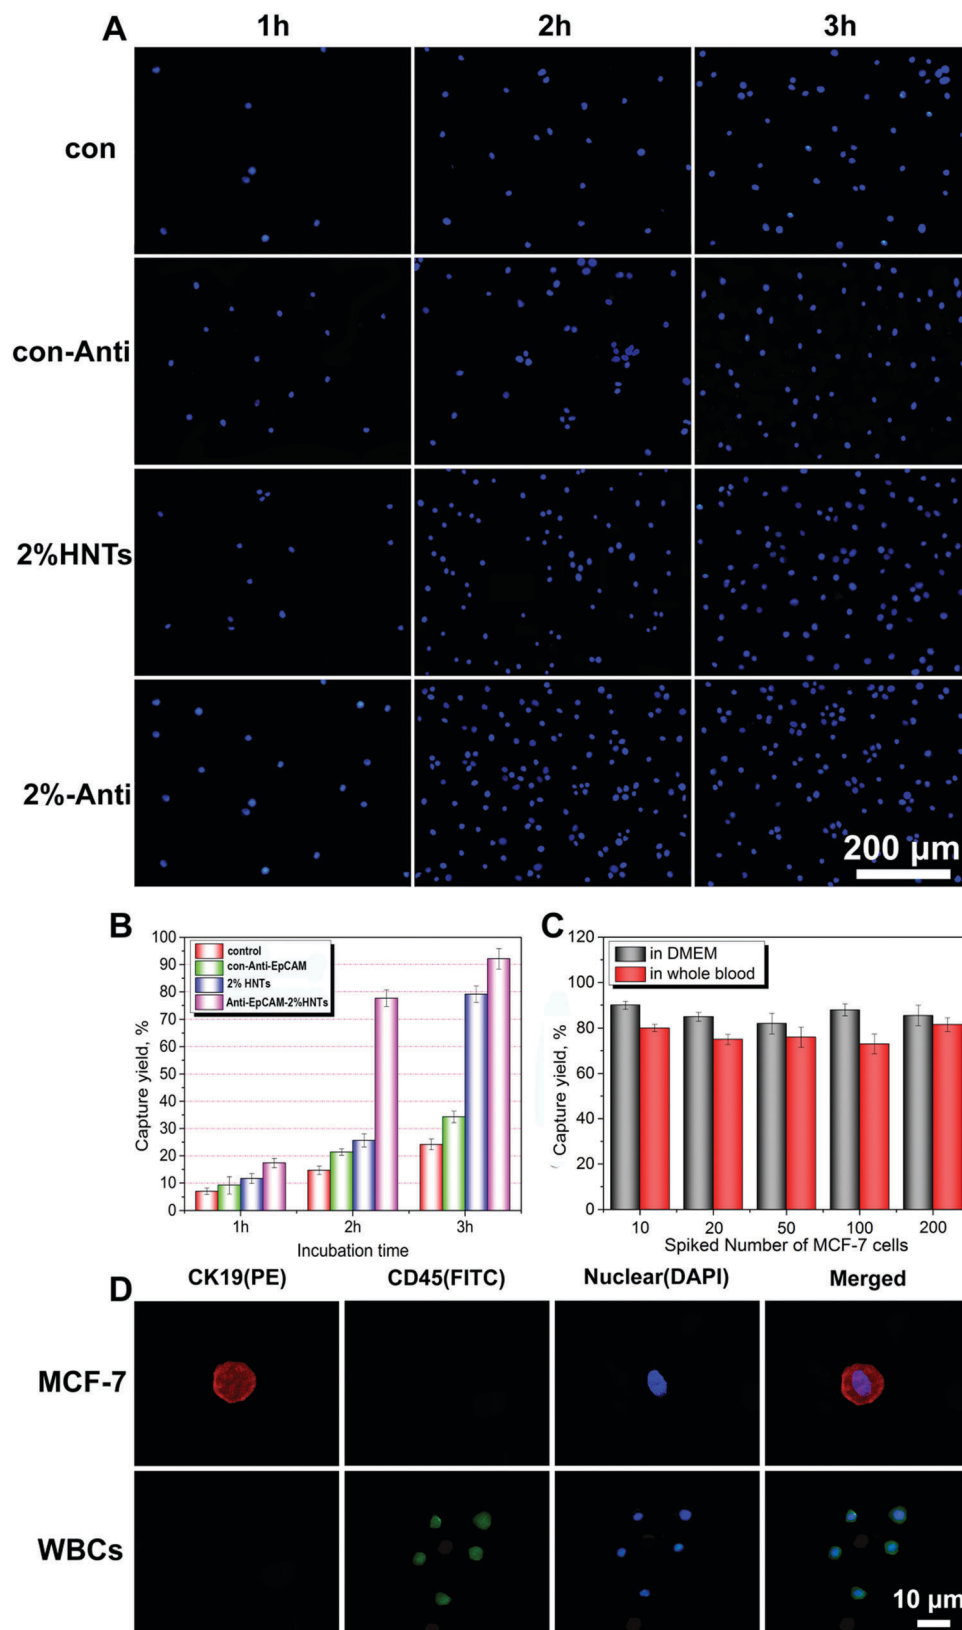 A
1h 2h 3h
con
con-Anti
2%HNTs
2%-Anti
200 µm
B
Capture yield, %
100
90
80
70
60
50
40
30
20
10
0
control
con-Anti-EpCAM
2% HNTs
Anti-EpCAM-2%HNTs
1h 2h 3h
Incubation time
C
Capture yield, %
120
100
80
60
40
20
0
in DMEM
in whole blood
10 20 50 100 200
Spiked Number of MCF-7 cells
D
CK19(PE) CD45(FITC) Nuclear(DAPI) Merged
MCF-7
WBCs
10 µm